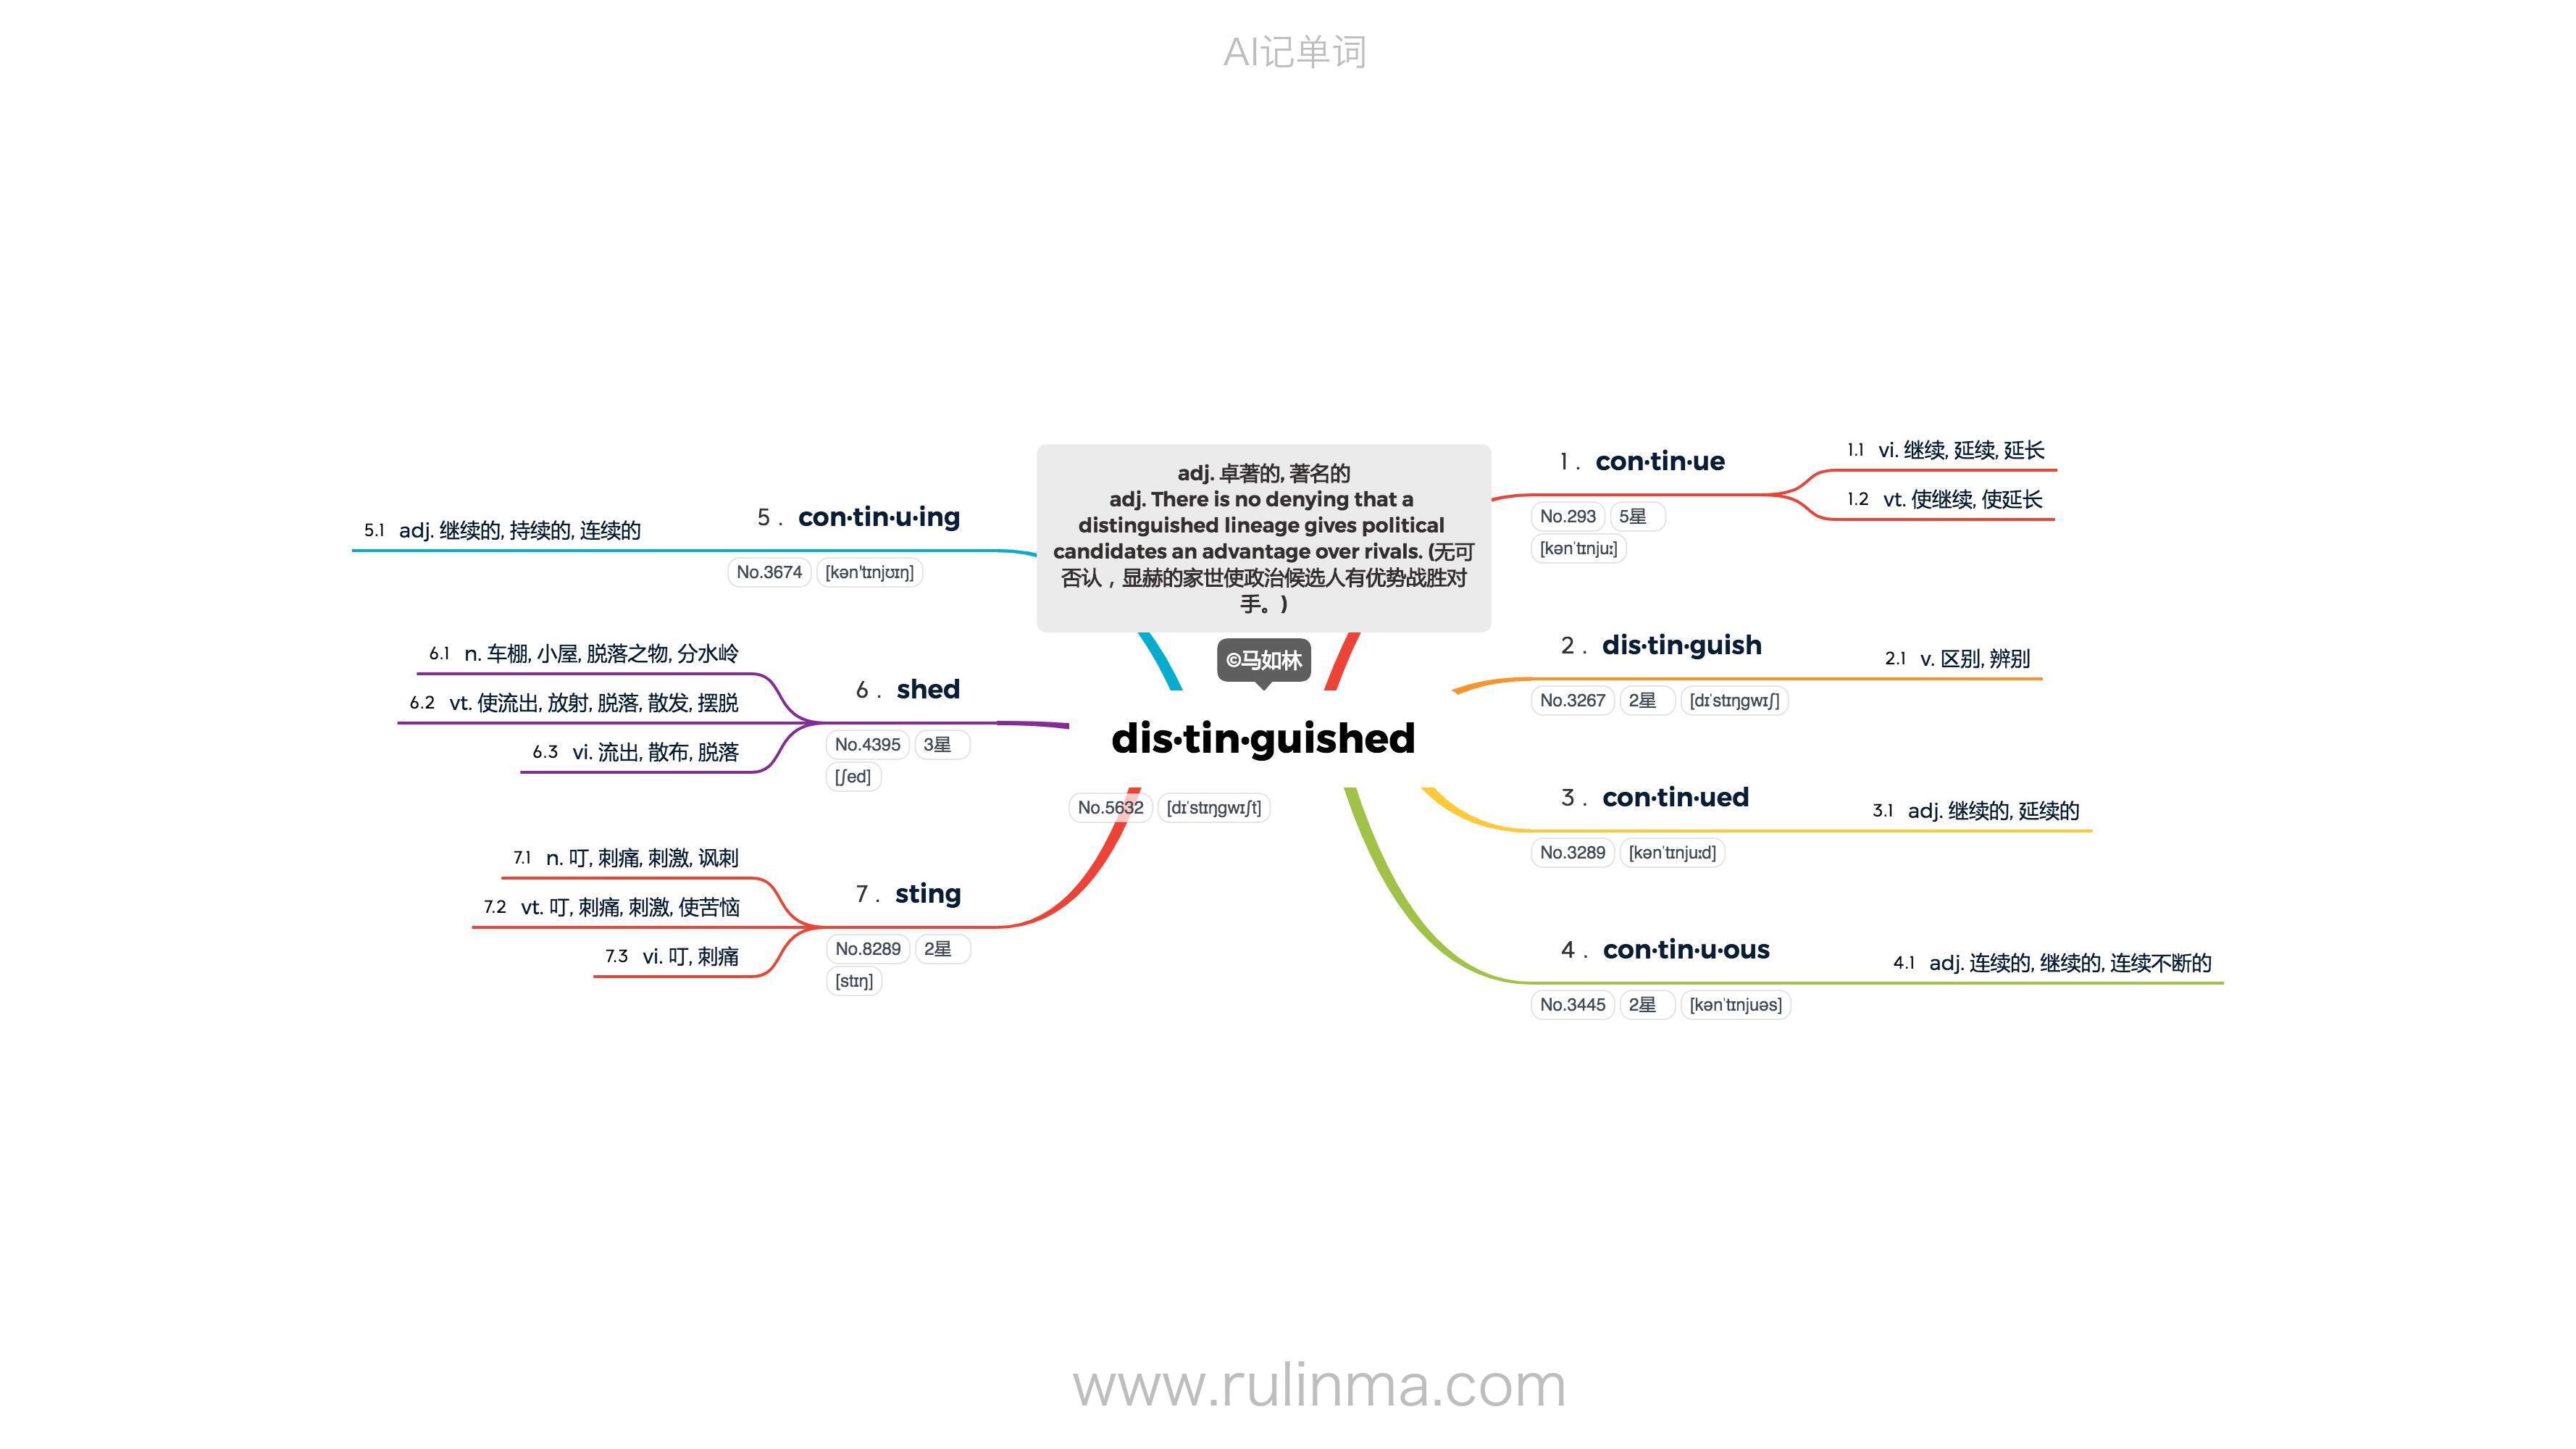 AI记单词
adj. 卓著的, 著名的
adj. There is no denying that a
distinguished lineage gives political
candidates an advantage over rivals. (无可
否认，显赫的家世使政治候选人有优势战胜对
手。)
©马如林
dis·tin·guished
No.5632 [dɪˈstɪŋgwɪʃt]
1 . con·tin·ue
No.293 5星
[kənˈtɪnjuː]
1.1 vi. 继续, 延续, 延长
1.2 vt. 使继续, 使延长
2 . dis·tin·guish
No.3267 2星 [dɪˈstɪŋgwɪʃ]
2.1 v. 区别, 辨别
3 . con·tin·ued
No.3289 [kənˈtɪnjuːd]
3.1 adj. 继续的, 延续的
4 . con·tin·u·ous
No.3445 2星 [kənˈtɪnjuəs]
4.1 adj. 连续的, 继续的, 连续不断的
5 . con·tin·u·ing
No.3674 [kən'tɪnjʊɪŋ]
5.1 adj. 继续的, 持续的, 连续的
6 . shed
No.4395 3星
[ʃed]
6.1 n. 车棚, 小屋, 脱落之物, 分水岭
6.2 vt. 使流出, 放射, 脱落, 散发, 摆脱
6.3 vi. 流出, 散布, 脱落
7 . sting
No.8289 2星
[stɪŋ]
7.1 n. 叮, 刺痛, 刺激, 讽刺
7.2 vt. 叮, 刺痛, 刺激, 使苦恼
7.3 vi. 叮, 刺痛
www.rulinma.com